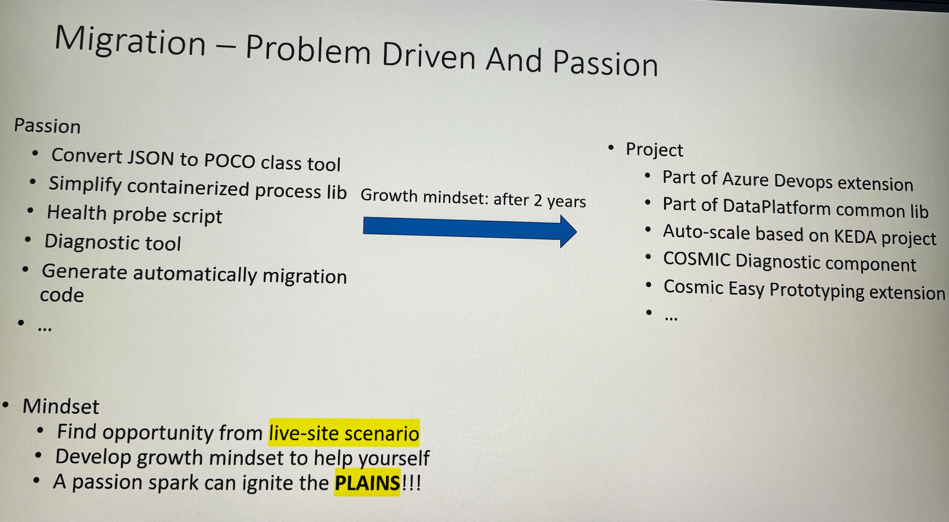 Migration – Problem Driven And Passion
Passion
• Convert JSON to POCO class tool
• Simplify containerized process lib
• Health probe script
• Diagnostic tool
• Generate automatically migration
code
• ...
Growth mindset: after 2 years
• Project
• Part of Azure Devops extension
• Part of DataPlatform common lib
• Auto-scale based on KEDA project
• COSMIC Diagnostic component
• Cosmic Easy Prototyping extension
• ...
• Mindset
• Find opportunity from live-site scenario
• Develop growth mindset to help yourself
• A passion spark can ignite the PLAINS!!!